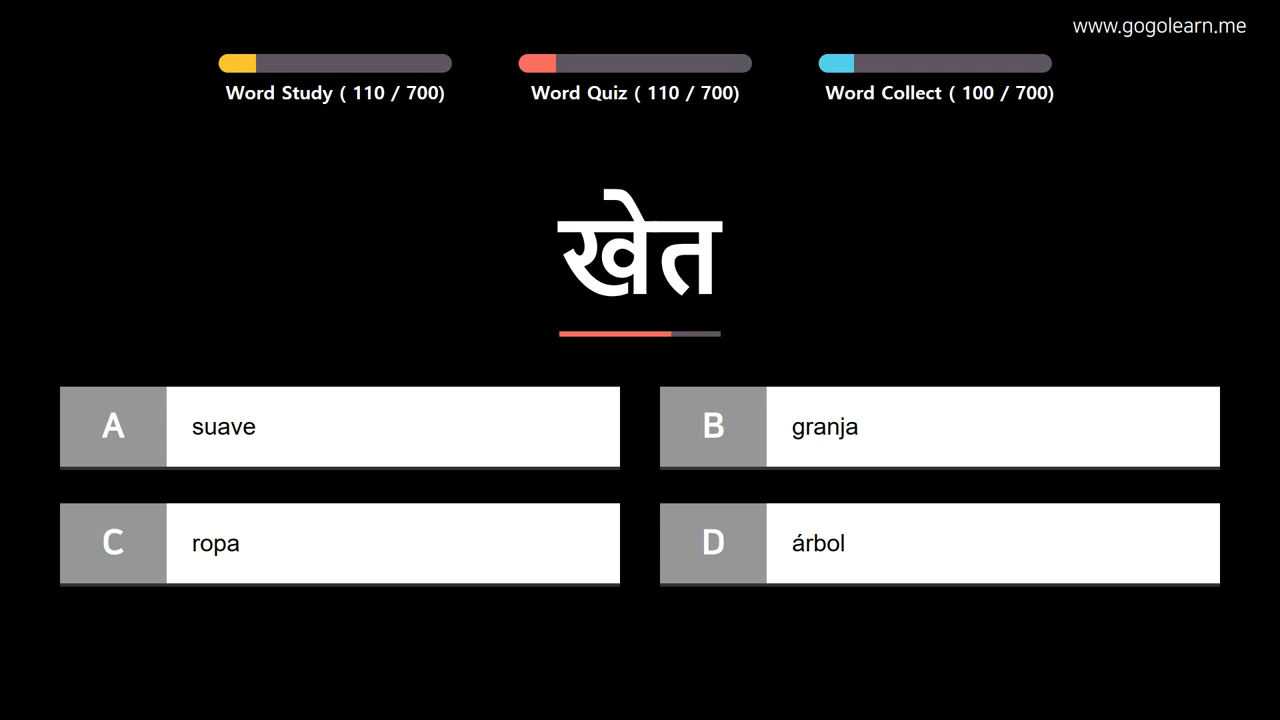 www.gogolearn.me
Word Study ( 110 / 700)
Word Quiz ( 110 / 700)
Word Collect ( 100 / 700)
खेत
A suave
B granja
C ropa
D árbol